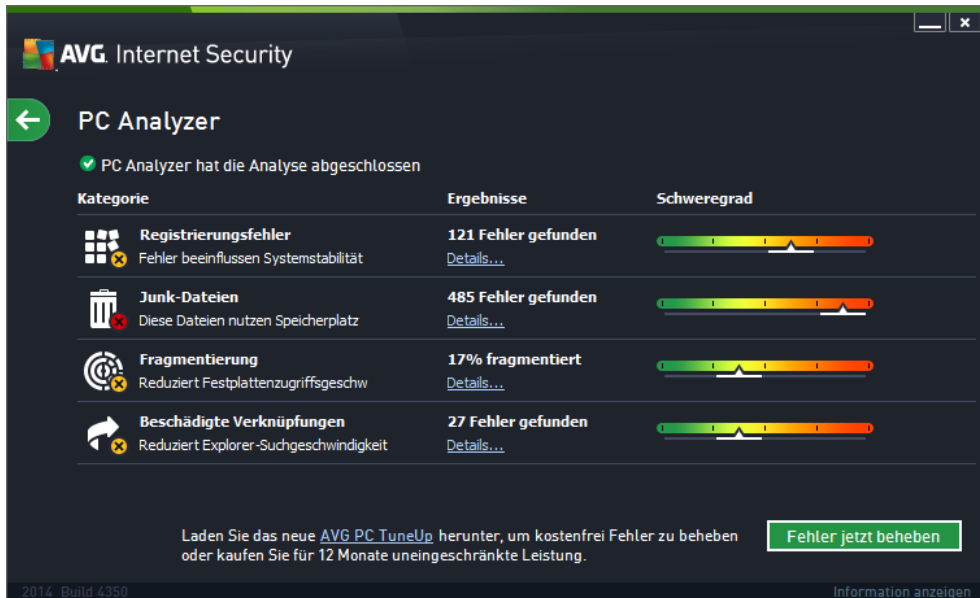 AVG. Internet Security
PC Analyzer
PC Analyzer hat die Analyse abgeschlossen
Kategorie Ergebnisse Schweregrad
Registrierungsfehler 121 Fehler gefunden
Fehler beeinflussen Systemstabilität Details...
Junk-Dateien 485 Fehler gefunden
Diese Dateien nutzen Speicherplatz Details...
Fragmentierung 17% fragmentiert
Reduziert Festplattenzugriffsgeschw Details...
Beschädigte Verknüpfungen 27 Fehler gefunden
Reduziert Explorer-Suchgeschwindigkeit Details...
Laden Sie das neue AVG PC TuneUp herunter, um kostenfrei Fehler zu beheben
oder kaufen Sie für 12 Monate uneingeschränkte Leistung.
Fehler jetzt beheben
2014 Build 4350 Information anzeigen